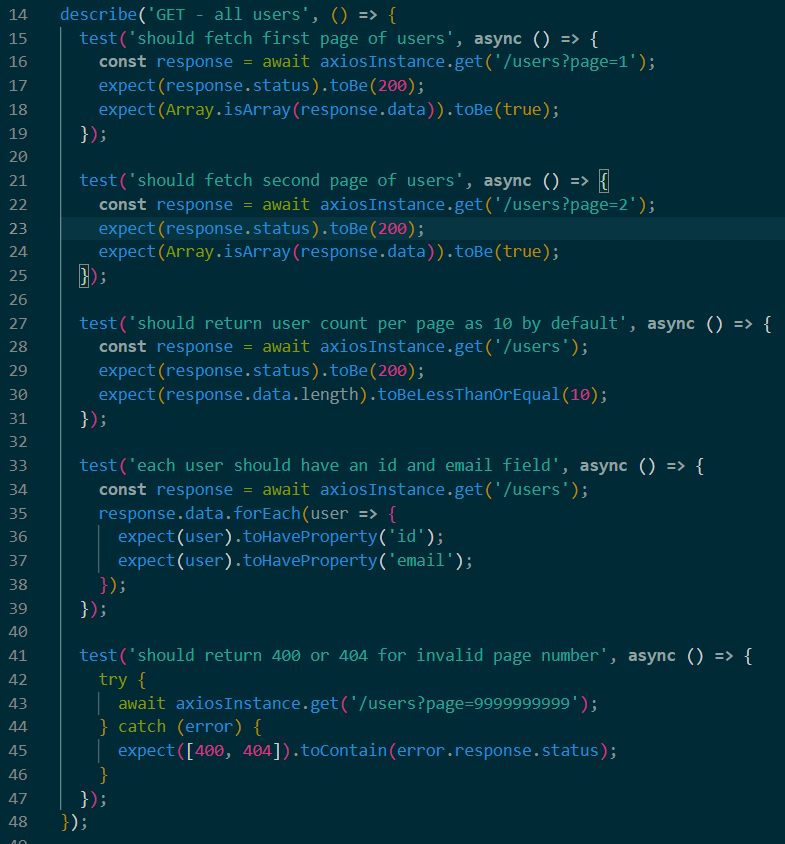 14 describe('GET - all users', () => {
15 test('should fetch first page of users', async () => {
16 const response = await axiosInstance.get('/users?page=1');
17 expect(response.status).toBe(200);
18 expect(Array.isArray(response.data)).toBe(true);
19 });
20
21 test('should fetch second page of users', async () => {
22 const response = await axiosInstance.get('/users?page=2');
23 expect(response.status).toBe(200);
24 expect(Array.isArray(response.data)).toBe(true);
25 });
26
27 test('should return user count per page as 10 by default', async () => {
28 const response = await axiosInstance.get('/users');
29 expect(response.status).toBe(200);
30 expect(response.data.length).toBeLessThanOrEqual(10);
31 });
32
33 test('each user should have an id and email field', async () => {
34 const response = await axiosInstance.get('/users');
35 response.data.forEach(user => {
36 expect(user).toHaveProperty('id');
37 expect(user).toHaveProperty('email');
38 });
39 });
40
41 test('should return 400 or 404 for invalid page number', async () => {
42 try {
43 await axiosInstance.get('/users?page=9999999999');
44 } catch (error) {
45 expect([400, 404]).toContain(error.response.status);
46 }
47 });
48 });